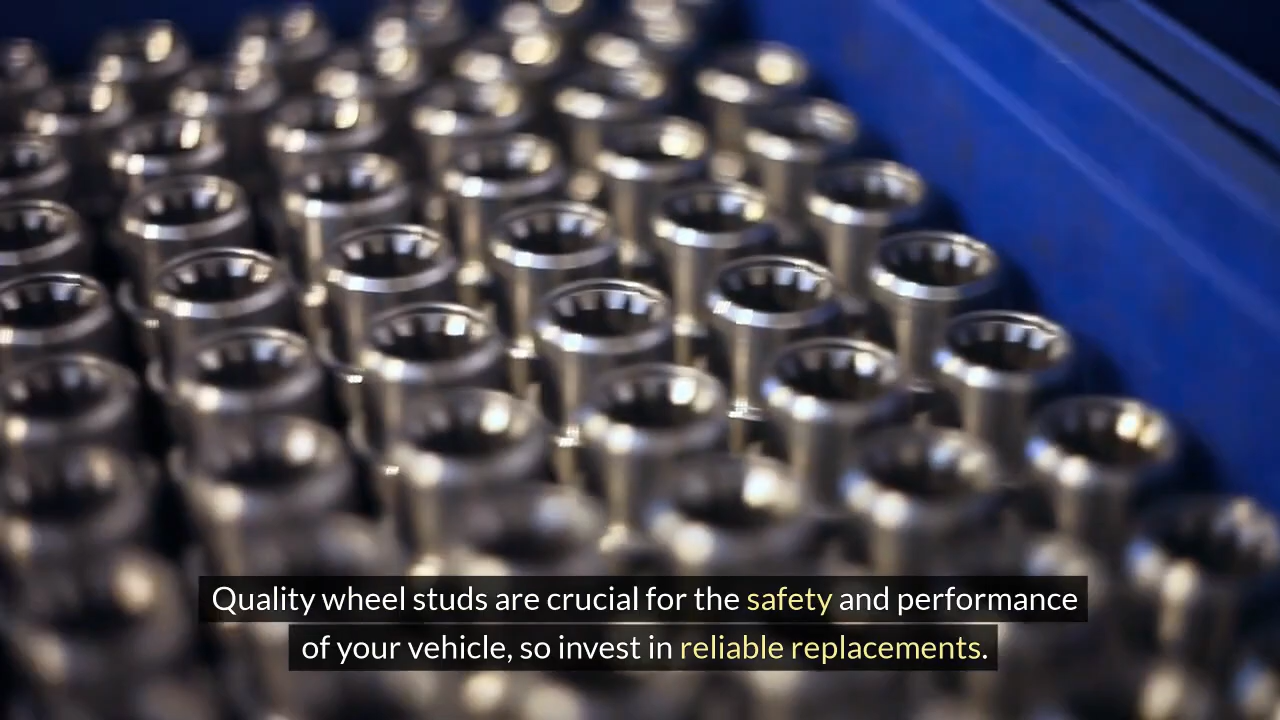 Quality wheel studs are crucial for the safety and performance
of your vehicle, so invest in reliable replacements.